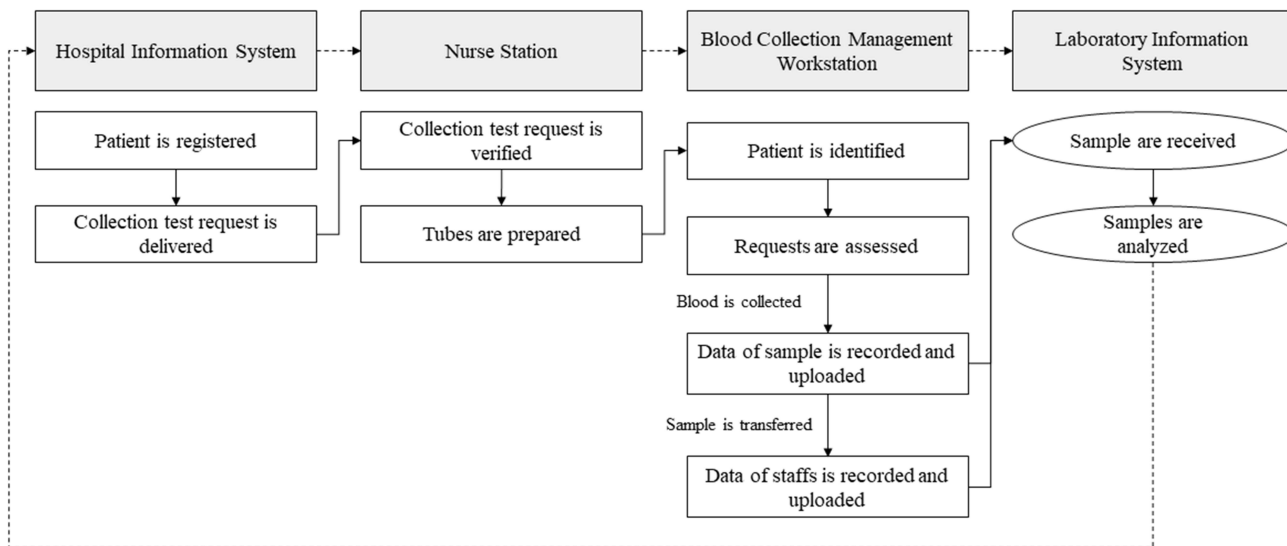 Hospital Information System
Nurse Station
Blood Collection Management
Workstation
Laboratory Information
System
Patient is registered
Collection test request is
delivered
Collection test request is
verified
Tubes are prepared
Patient is identified
Requests are assessed
Blood is collected
Data of sample is recorded and
uploaded
Sample is transferred
Data of staffs is recorded and
uploaded
Sample are received
Samples are
analyzed